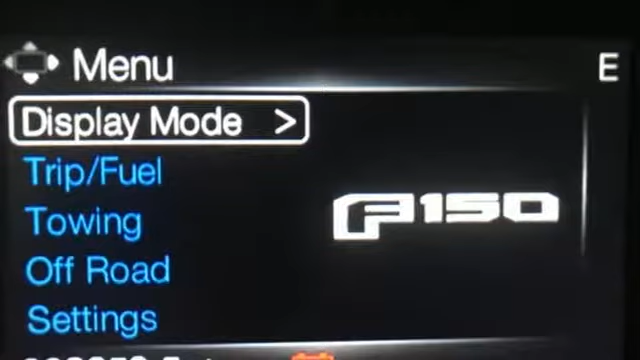 Menu
E
Display Mode >
Trip/Fuel
F150
Towing
Off Road
Settings